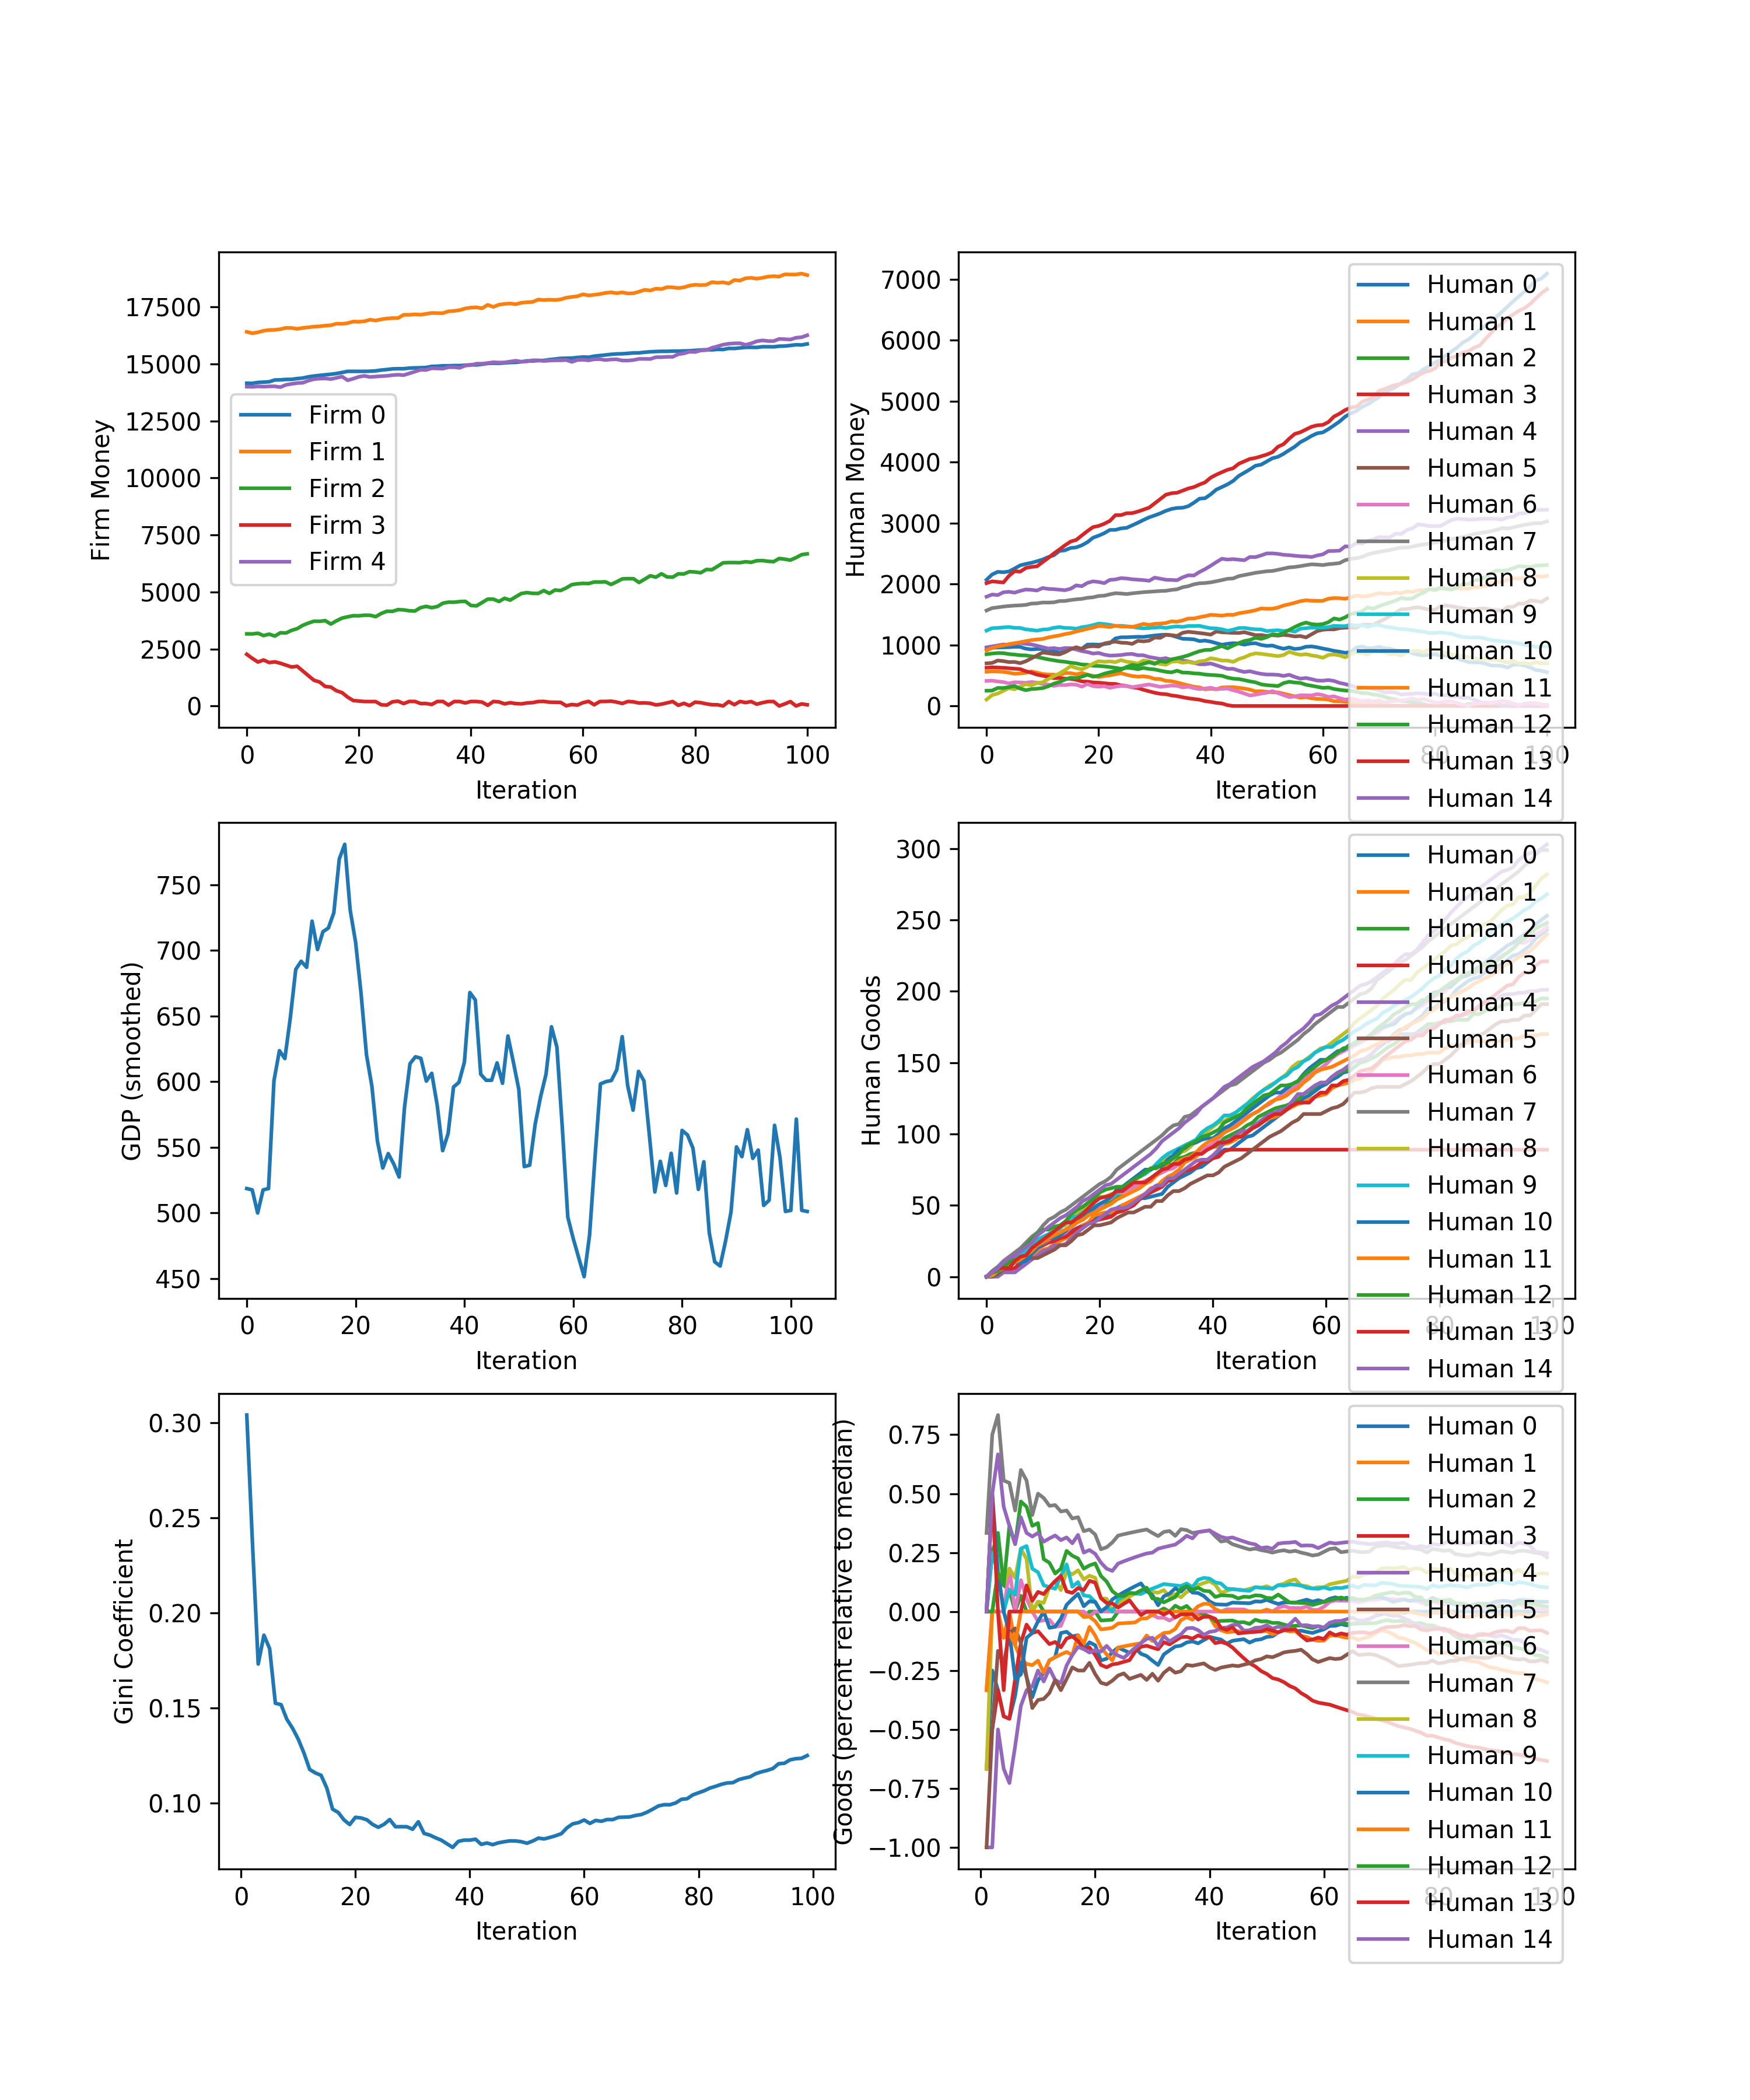 17500
15000
12500
10000
7500
5000
2500
0
Firm Money
Firm 0
Firm 1
Firm 2
Firm 3
Firm 4
0 20 40 60 80 100
Iteration
7000
6000
5000
4000
3000
2000
1000
0
Human Money
Human 0
Human 1
Human 2
Human 3
Human 4
Human 5
Human 6
Human 7
Human 8
Human 9
Human 10
Human 11
Human 12
Human 13
Human 14
0 20 40 60 80 100
Iteration
750
700
650
600
550
500
450
GDP (smoothed)
0 20 40 60 80 100
Iteration
300
250
200
150
100
50
0
Human Goods
Human 0
Human 1
Human 2
Human 3
Human 4
Human 5
Human 6
Human 7
Human 8
Human 9
Human 10
Human 11
Human 12
Human 13
Human 14
0 20 40 60 80 100
Iteration
0.30
0.25
0.20
0.15
0.10
Gini Coefficient
0 20 40 60 80 100
Iteration
0.75
0.50
0.25
0.00
−0.25
−0.50
−0.75
−1.00
Goods (percent relative to median)
Human 0
Human 1
Human 2
Human 3
Human 4
Human 5
Human 6
Human 7
Human 8
Human 9
Human 10
Human 11
Human 12
Human 13
Human 14
0 20 40 60 80 100
Iteration